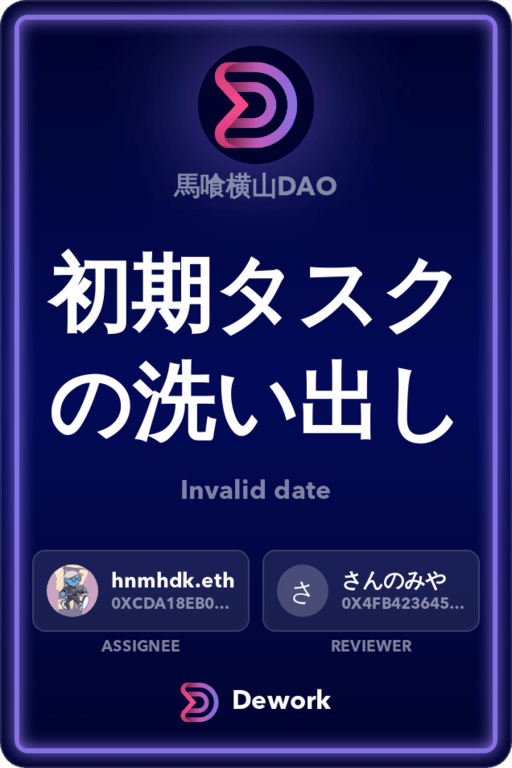 馬喰横山DAO
初期タスク
の洗い出し
Invalid date
hnmhdk.eth
0XCDA18EB0...
ASSIGNEE
さ
さんのみや
0X4FB423645...
REVIEWER
Dework